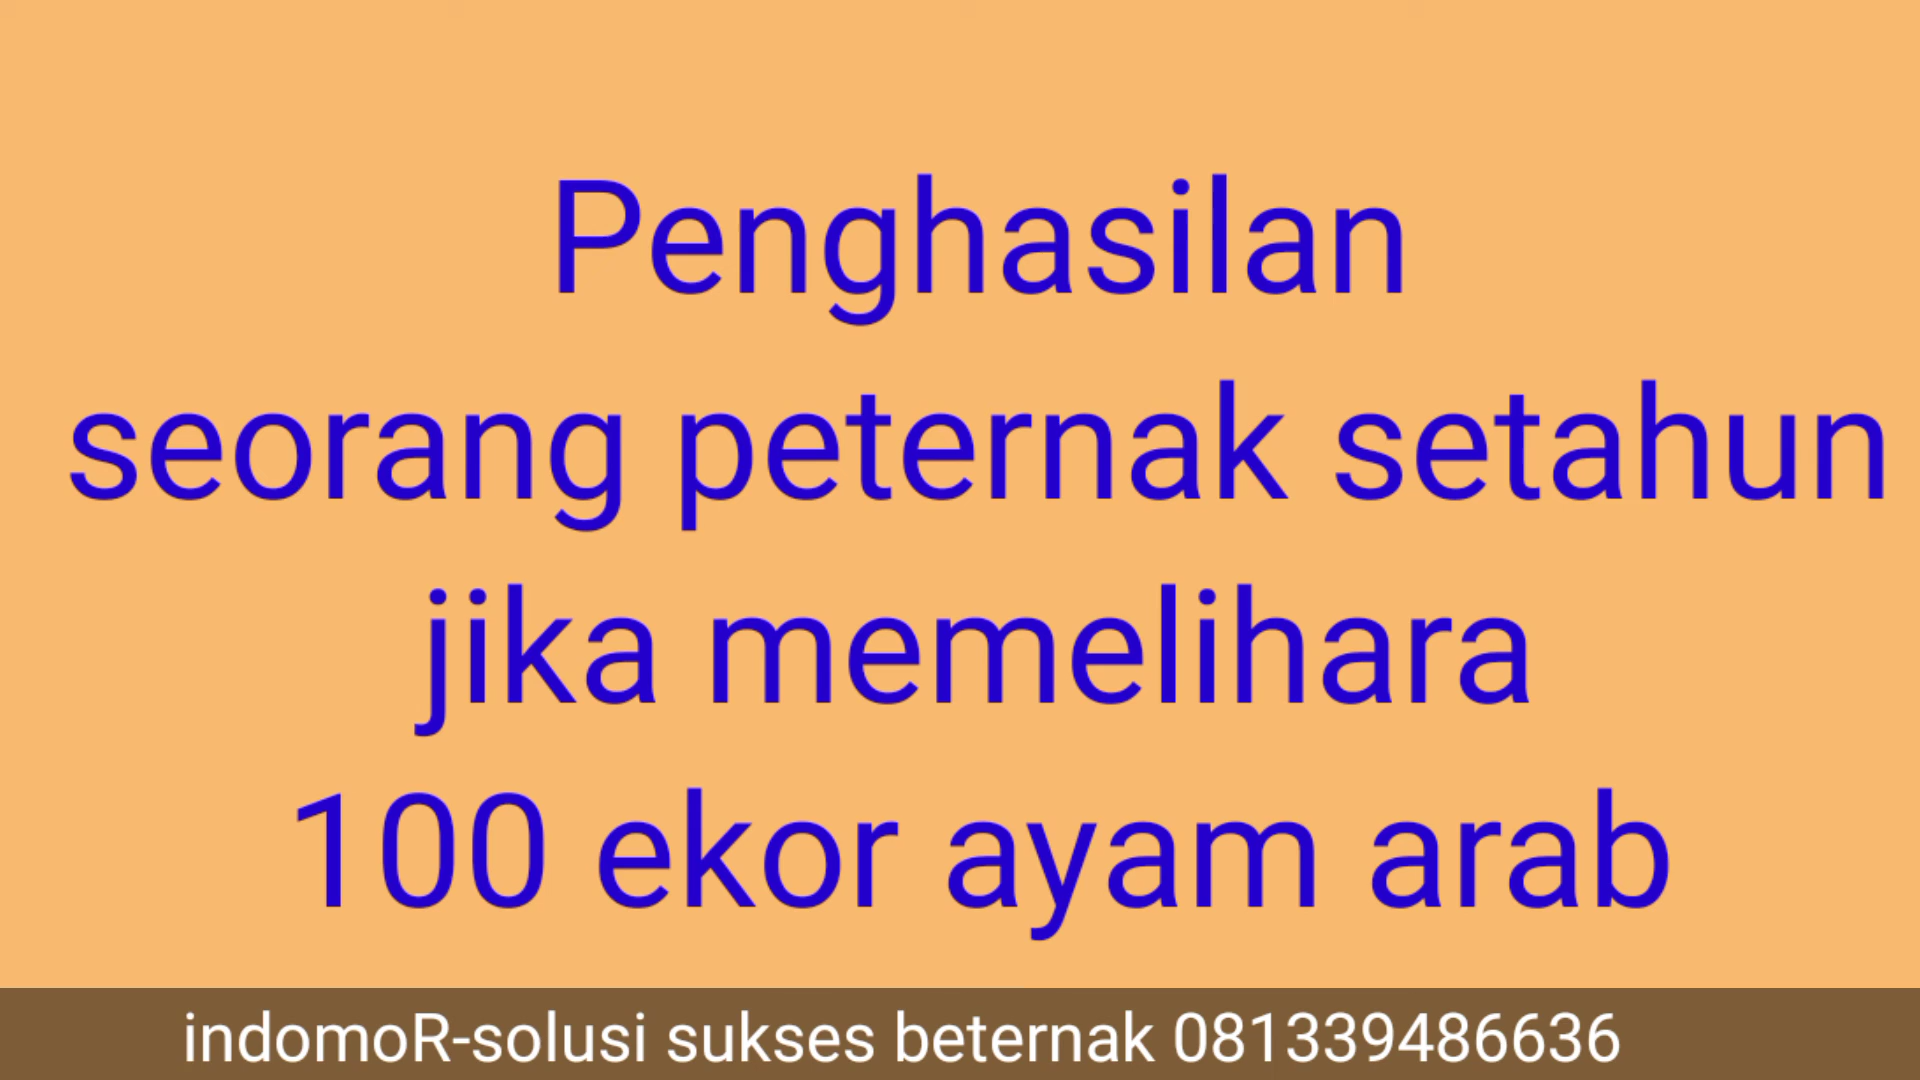 Penghasilan
seorang peternak setahun
jika memelihara
100 ekor ayam arab
indomoR-solusi sukses beternak 081339486636